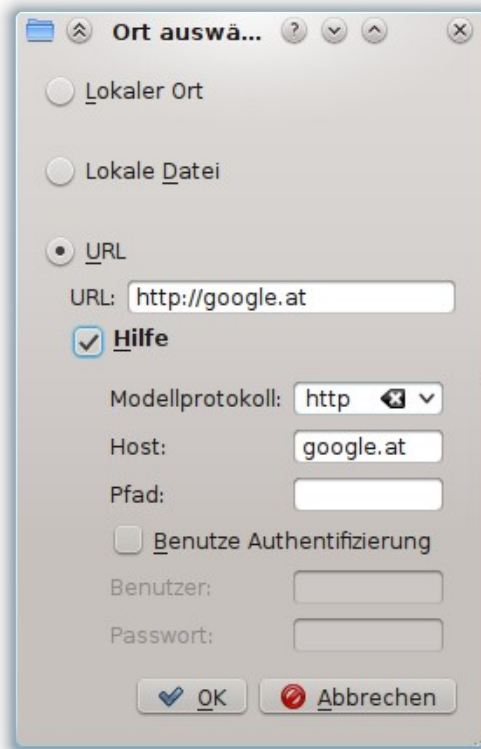 Ort auswä...
Lokaler Ort
Lokale Datei
URL
URL: http://google.at
Hilfe
Modellprotokoll: http
Host: google.at
Pfad:
Benutze Authentifizierung
Benutzer:
Passwort:
OK Abbrechen